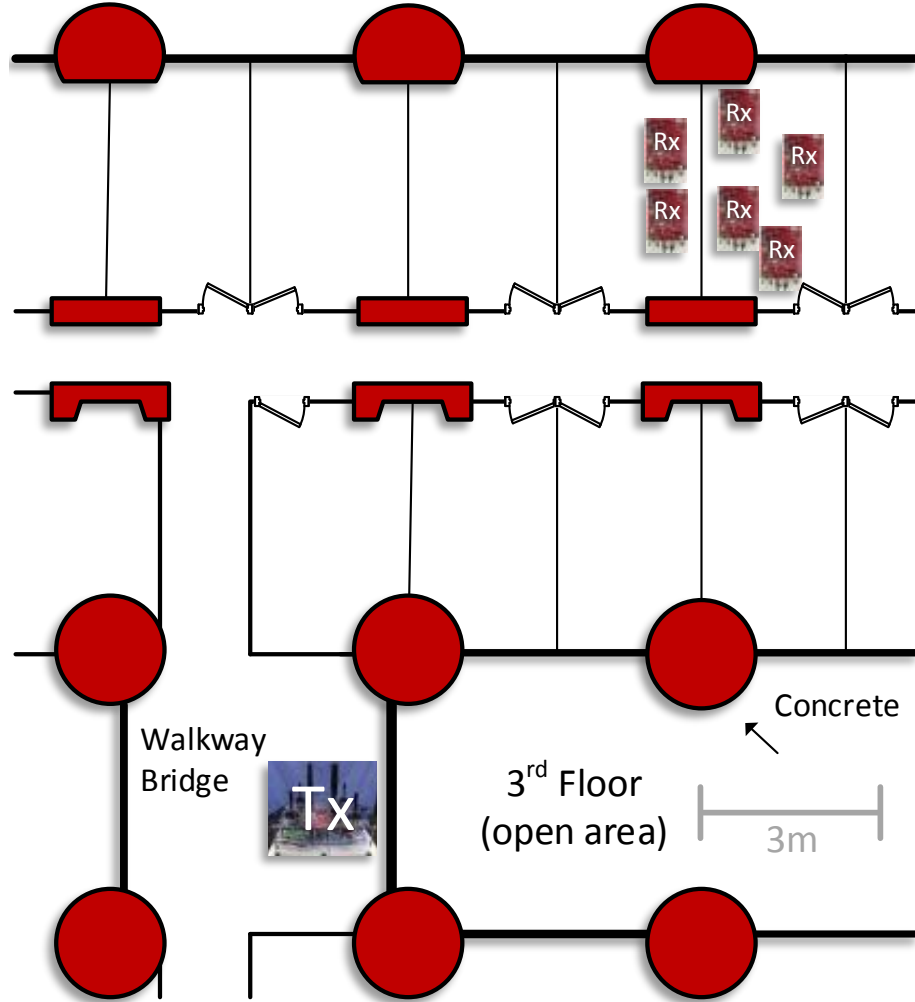 Rx
Rx
Rx
Rx
Rx
Rx
Concrete
Walkway
Bridge
Tx
3rd Floor
(open area)
3m